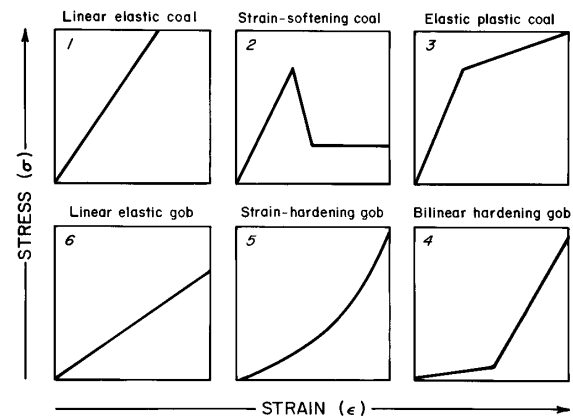 Linear elastic coal
Strain-softening coal
Elastic plastic coal
1
2
3
Linear elastic gob
Strain-hardening gob
Bilinear hardening gob
6
5
4
STRESS (σ)
STRAIN (ϵ)